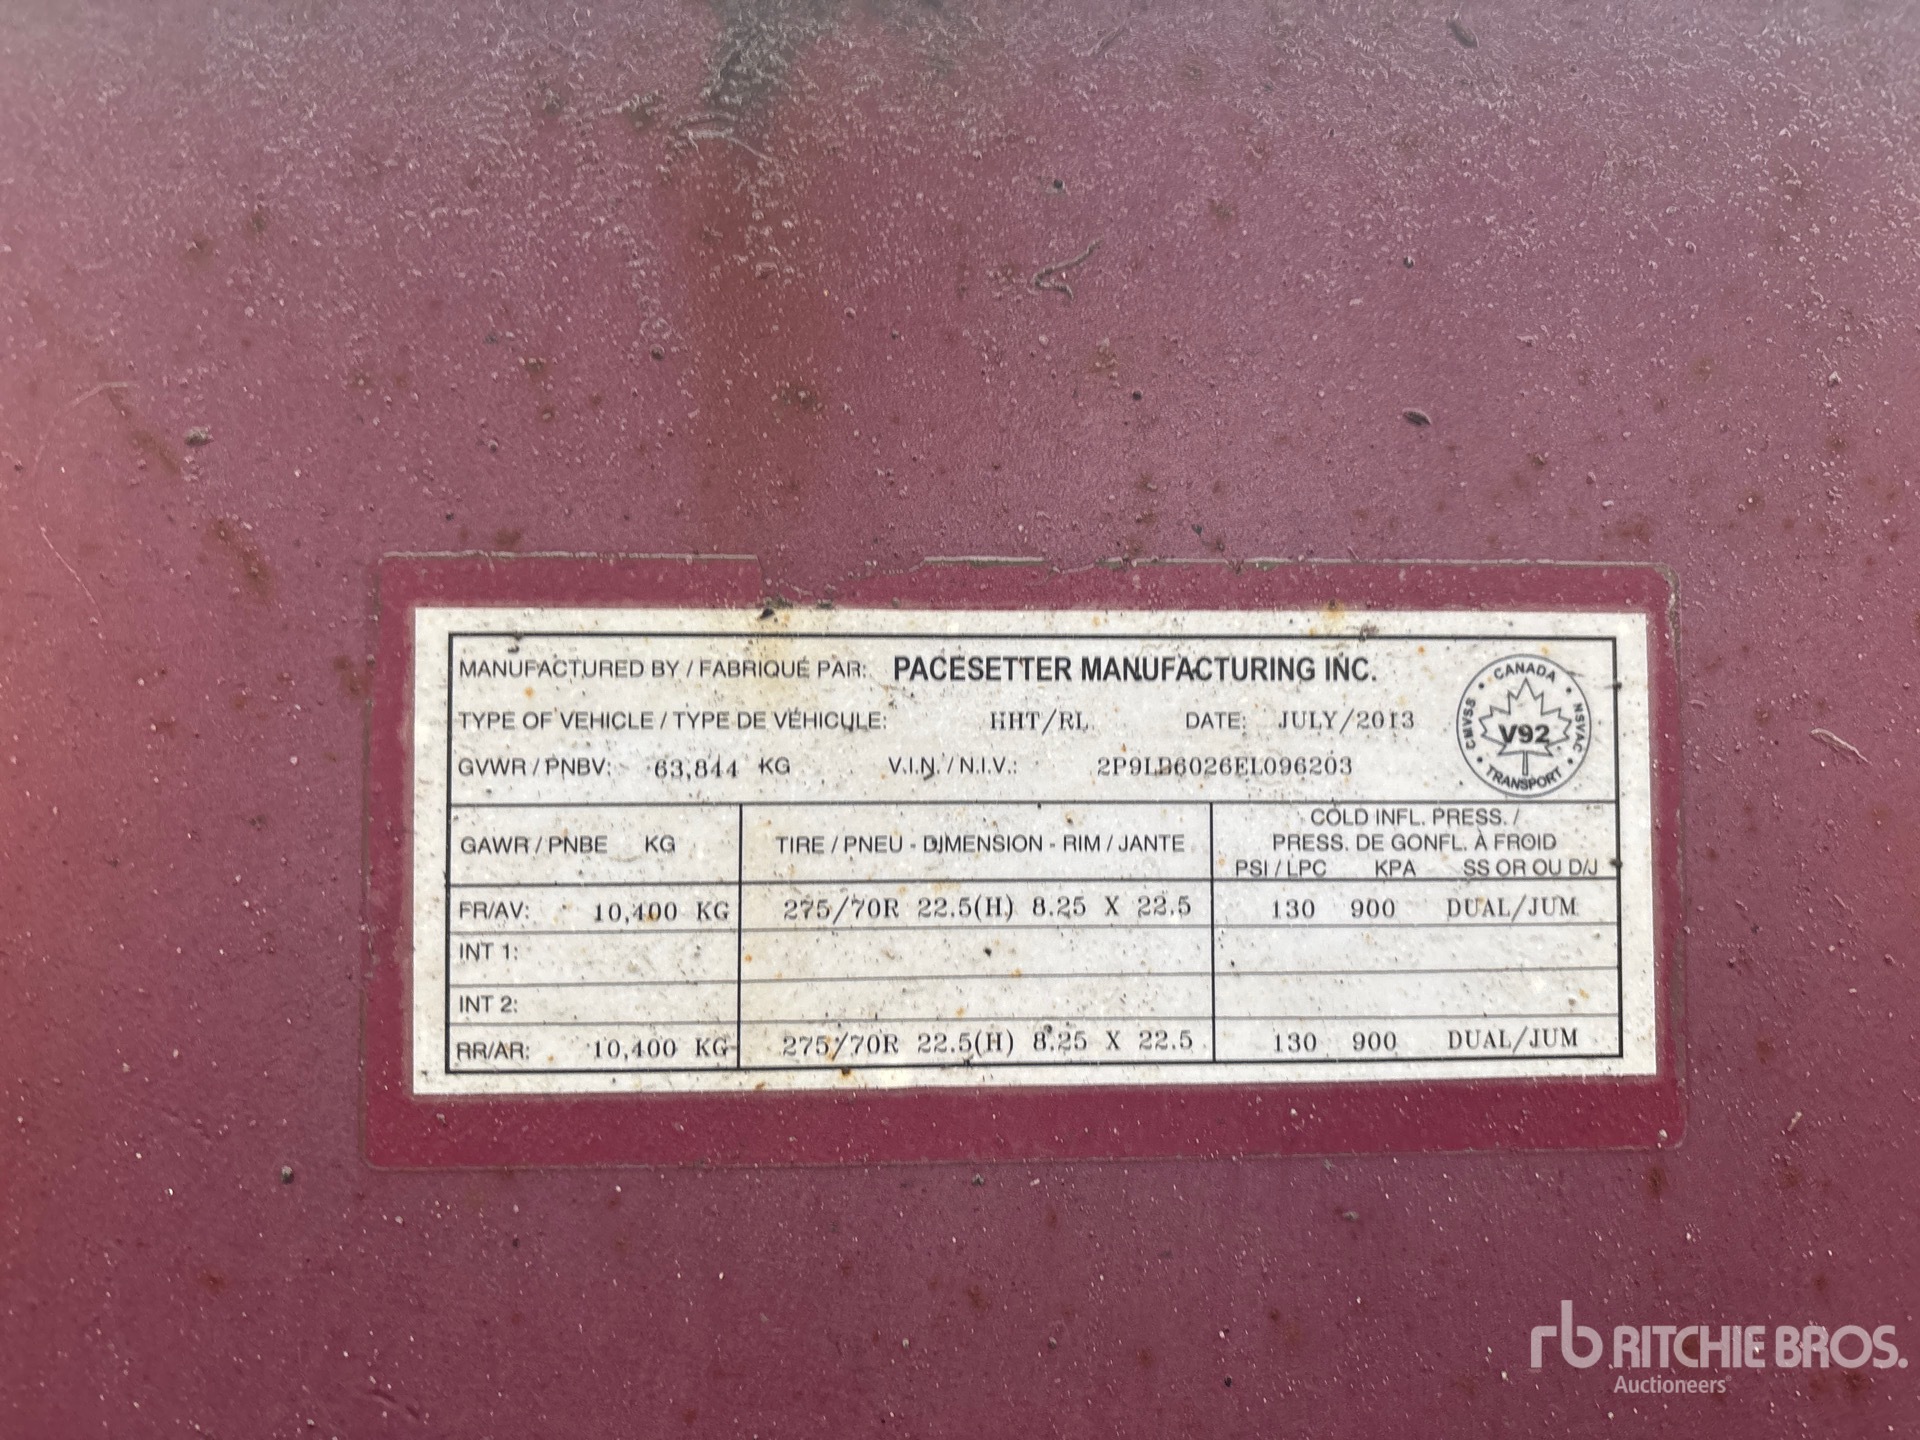 MANUFACTURED BY / FABRIQUÉ PAR: PACESETTER MANUFACTURING INC.
TYPE OF VEHICLE / TYPE DE VÉHICULE: HHT/RL DATE: JULY/2013
GVWR / PNBV: 63,844 KG V.I.N. / N.I.V.: 2P9LB6026EL096203
CANADA
CMVSS V92 NSVAC
TRANSPORT
GAWR / PNBE KG TIRE / PNEU - DIMENSION - RIM / JANTE
COLD INFL. PRESS. /
PRESS. DE GONFL. À FROID
PSI / LPC KPA SS OR OU D/J
FR/AV: 10,400 KG 275/70R 22.5(H) 8.25 X 22.5 130 900 DUAL/JUM
INT 1:
INT 2:
RR/AR: 10,400 KG 275/70R 22.5(H) 8.25 X 22.5 130 900 DUAL/JUM
rb RITCHIE BROS.
Auctioneers